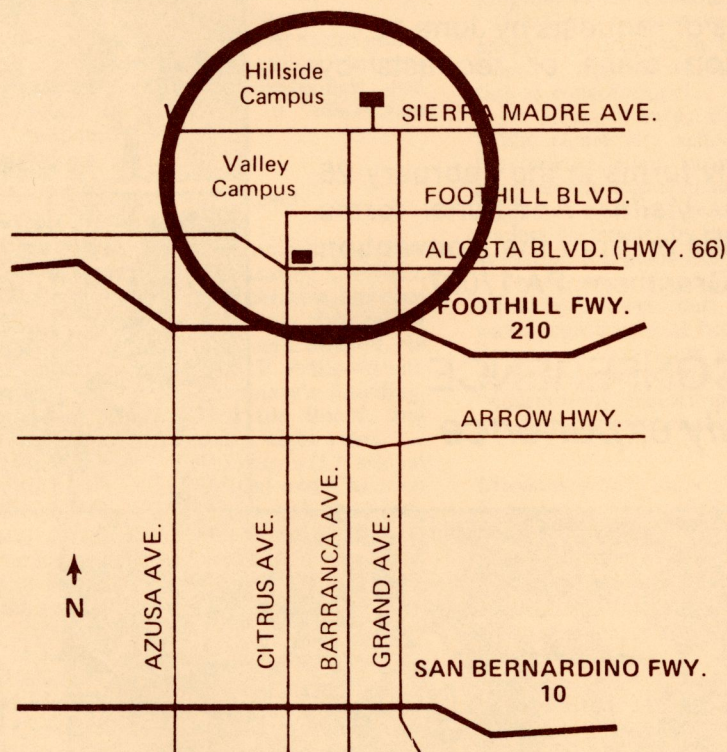 Hillside
Campus
SIERRA MADRE AVE.
Valley
Campus
FOOTHILL BLVD.
ALOSTA BLVD. (HWY. 66)
FOOTHILL FWY.
210
ARROW HWY.
AZUSA AVE.
CITRUS AVE.
BARRANCA AVE.
GRAND AVE.
N
SAN BERNARDINO FWY.
10